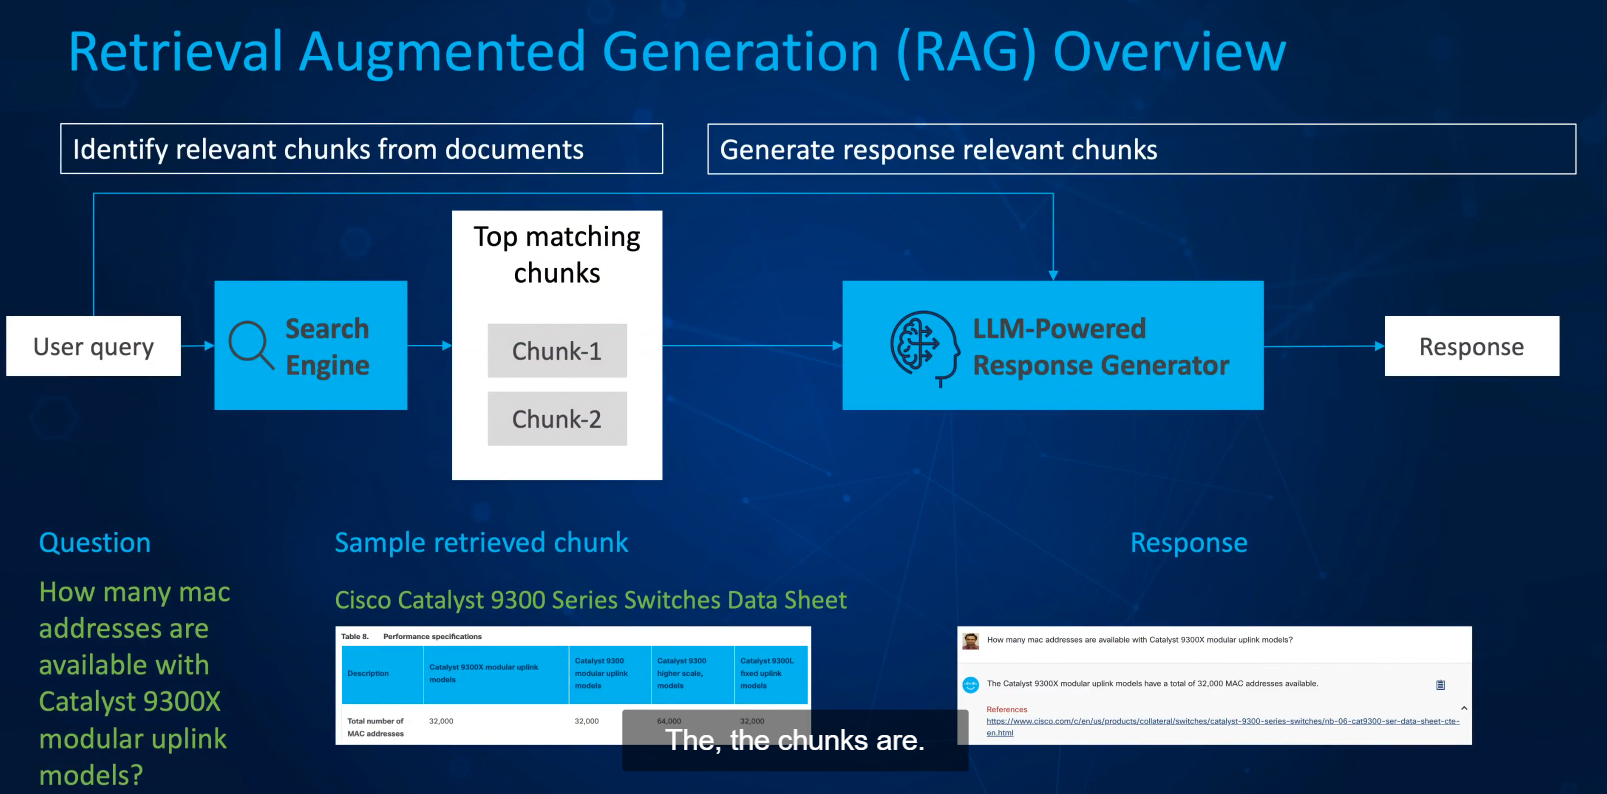 Retrieval Augmented Generation (RAG) Overview
Identify relevant chunks from documents
Generate response relevant chunks
Top matching
chunks
User query
Search
Engine
Chunk-1
Chunk-2
LLM-Powered
Response Generator
Response
Question
How many mac
addresses are
available with
Catalyst 9300X
modular uplink
models?
Sample retrieved chunk
Cisco Catalyst 9300 Series Switches Data Sheet
Table 8. Performance specifications
Description
Catalyst 9300X modular uplink
models
Catalyst 9300
modular uplink
models
Catalyst 9300
higher scale,
models
Catalyst 9300L
fixed uplink
models
Total number of
MAC addresses
32,000
32,000
64,000
32,000
Response
How many mac addresses are available with Catalyst 9300X modular uplink models?
The Catalyst 9300X modular uplink models have a total of 32,000 MAC addresses available.
References
https://www.cisco.com/c/en/us/products/collateral/switches/catalyst-9300-series-switches/nb-06-cat9300-ser-data-sheet-cte-
en.html
The, the chunks are.